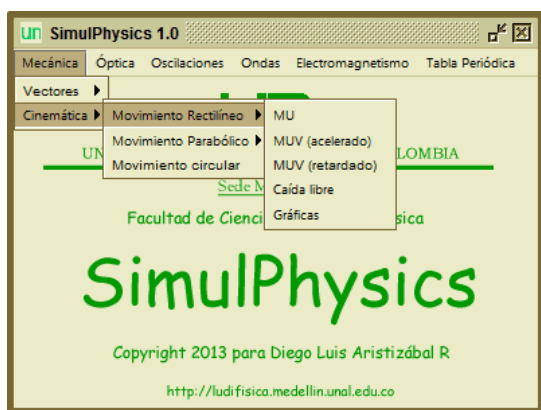 un SimulPhysics 1.0
Mecánica Óptica Oscilaciones Ondas Electromagnetismo Tabla Periódica
Vectores
Cinemática Movimiento Rectilíneo MU
Movimiento Parabólico MUV (acelerado)
UN LOMBIA
Movimiento circular MUV (retardado)
Sede M Caída libre
Gráficas
Facultad de Cienci sica
SimulPhysics
Copyright 2013 para Diego Luis Aristizábal R
http://ludifisica.medellin.unal.edu.co